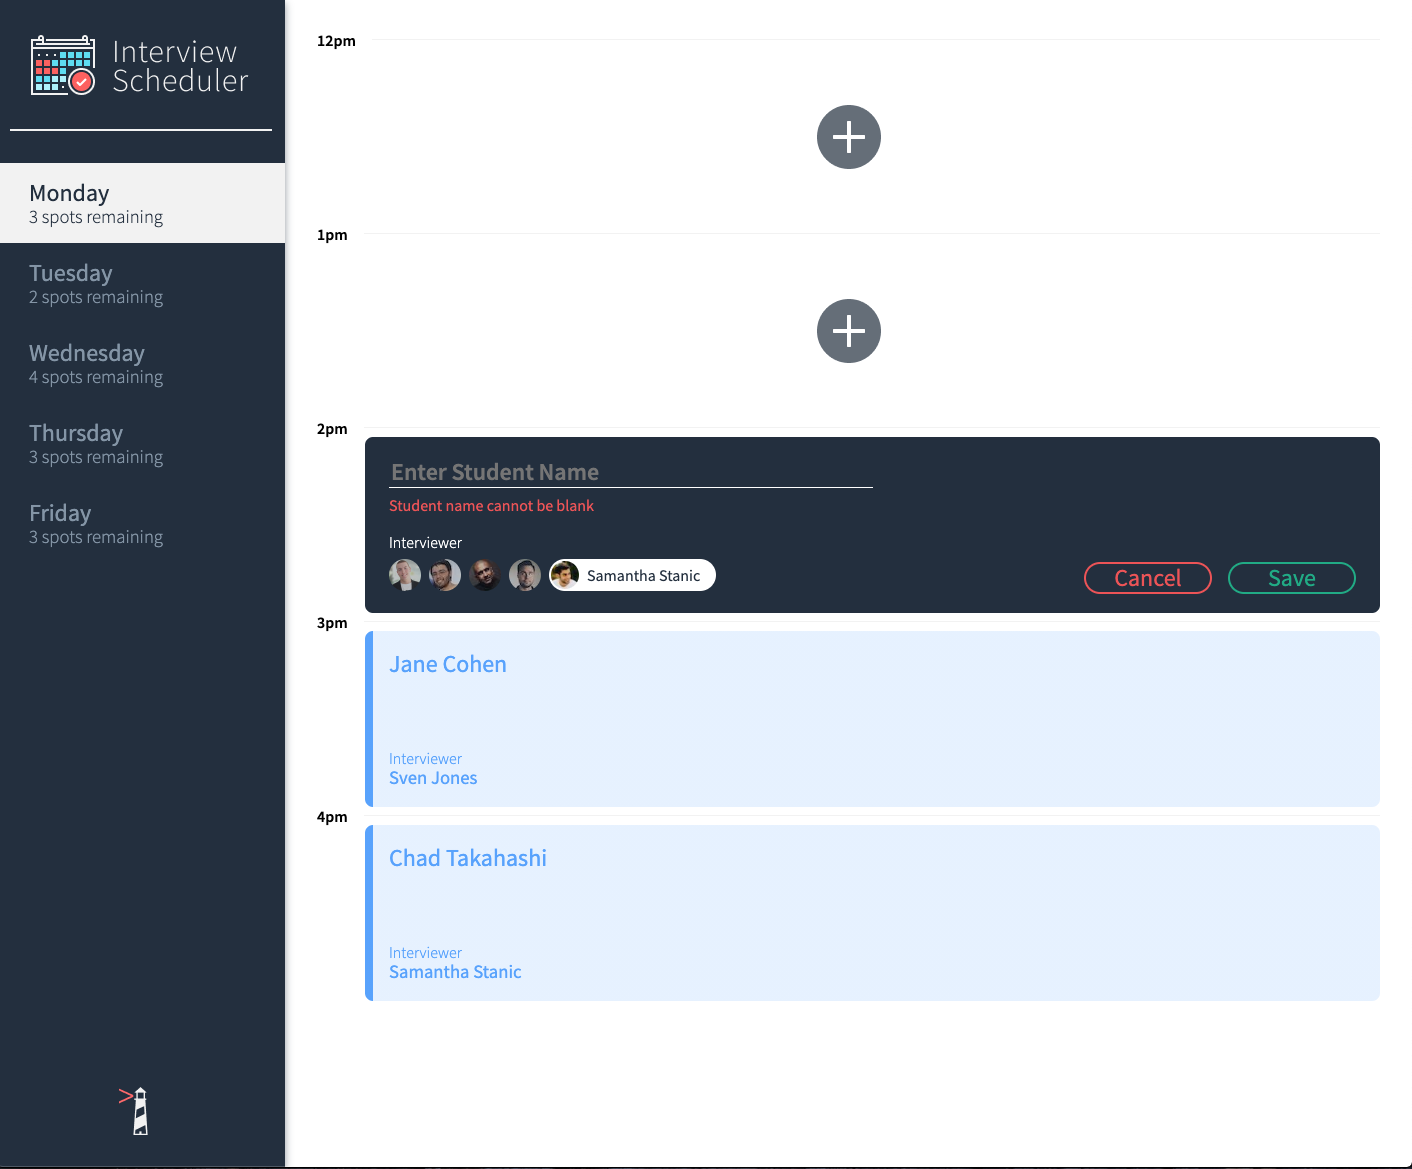 Interview
Scheduler
Monday
3 spots remaining
Tuesday
2 spots remaining
Wednesday
4 spots remaining
Thursday
3 spots remaining
Friday
3 spots remaining
12pm
1pm
2pm
Enter Student Name
Student name cannot be blank
Interviewer
Samantha Stanic
Cancel Save
3pm
Jane Cohen
Interviewer
Sven Jones
4pm
Chad Takahashi
Interviewer
Samantha Stanic